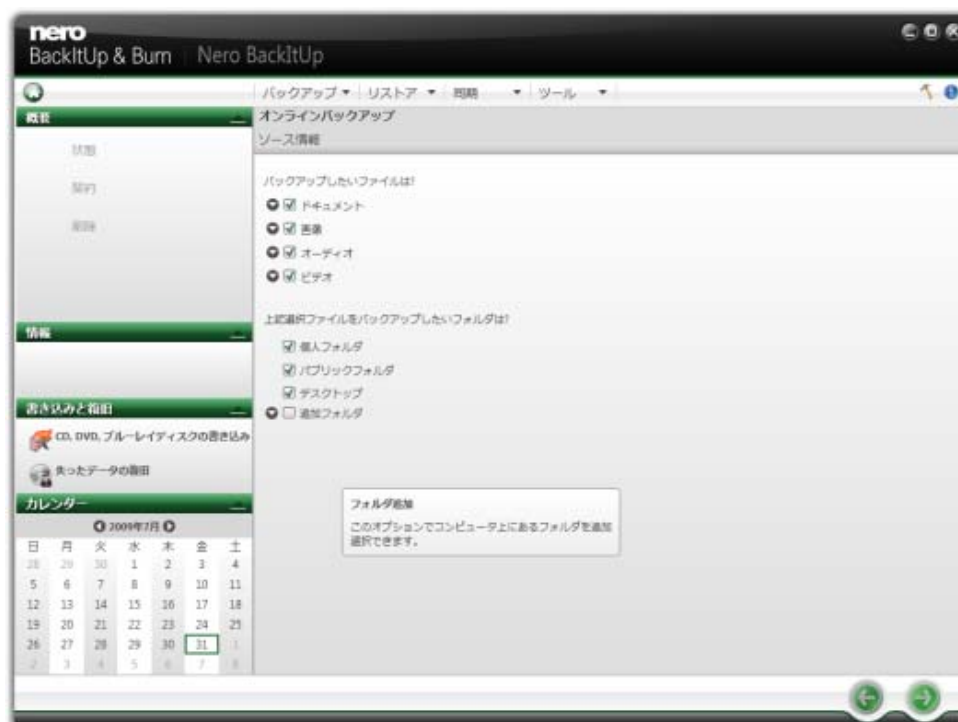 nero
BackItUp & Burn Nero BackItUp
バックアップ リストア 同期 ツール
概要
オンラインバックアップ
ソース情報
状態
契約
削除
バックアップしたいファイルは?
ドキュメント
画像
オーディオ
ビデオ
上記選択ファイルをバックアップしたいフォルダは?
個人フォルダ
パブリックフォルダ
デスクトップ
追加フォルダ
情報
書き込みと復旧
CD, DVD, ブルーレイディスクの書き込み
失ったデータの復旧
カレンダー
2009年7月
日 月 火 水 木 金 土
28 29 30 1 2 3 4
5 6 7 8 9 10 11
12 13 14 15 16 17 18
19 20 21 22 23 24 25
26 27 28 29 30 31 1
2 3 4 5 6 7 8
フォルダ追加
このオプションでコンピュータ上にあるフォルダを追加
選択できます。